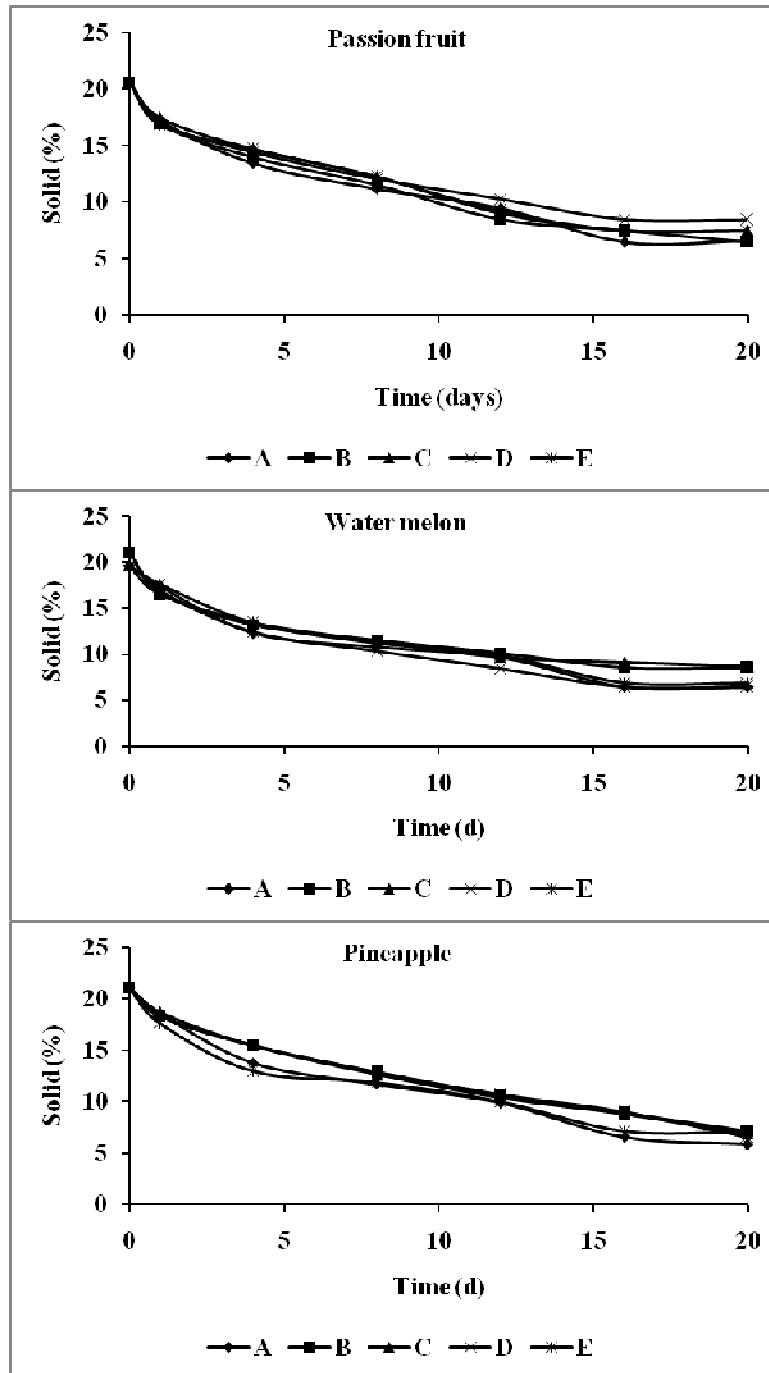 Passion fruit
25
20
15
10
5
0
Solid (%)
0 5 10 15 20
Time (days)
A B C D E
Water melon
25
20
15
10
5
0
Solid (%)
0 5 10 15 20
Time (d)
A B C D E
Pineapple
25
20
15
10
5
0
Solid (%)
0 5 10 15 20
Time (d)
A B C D E